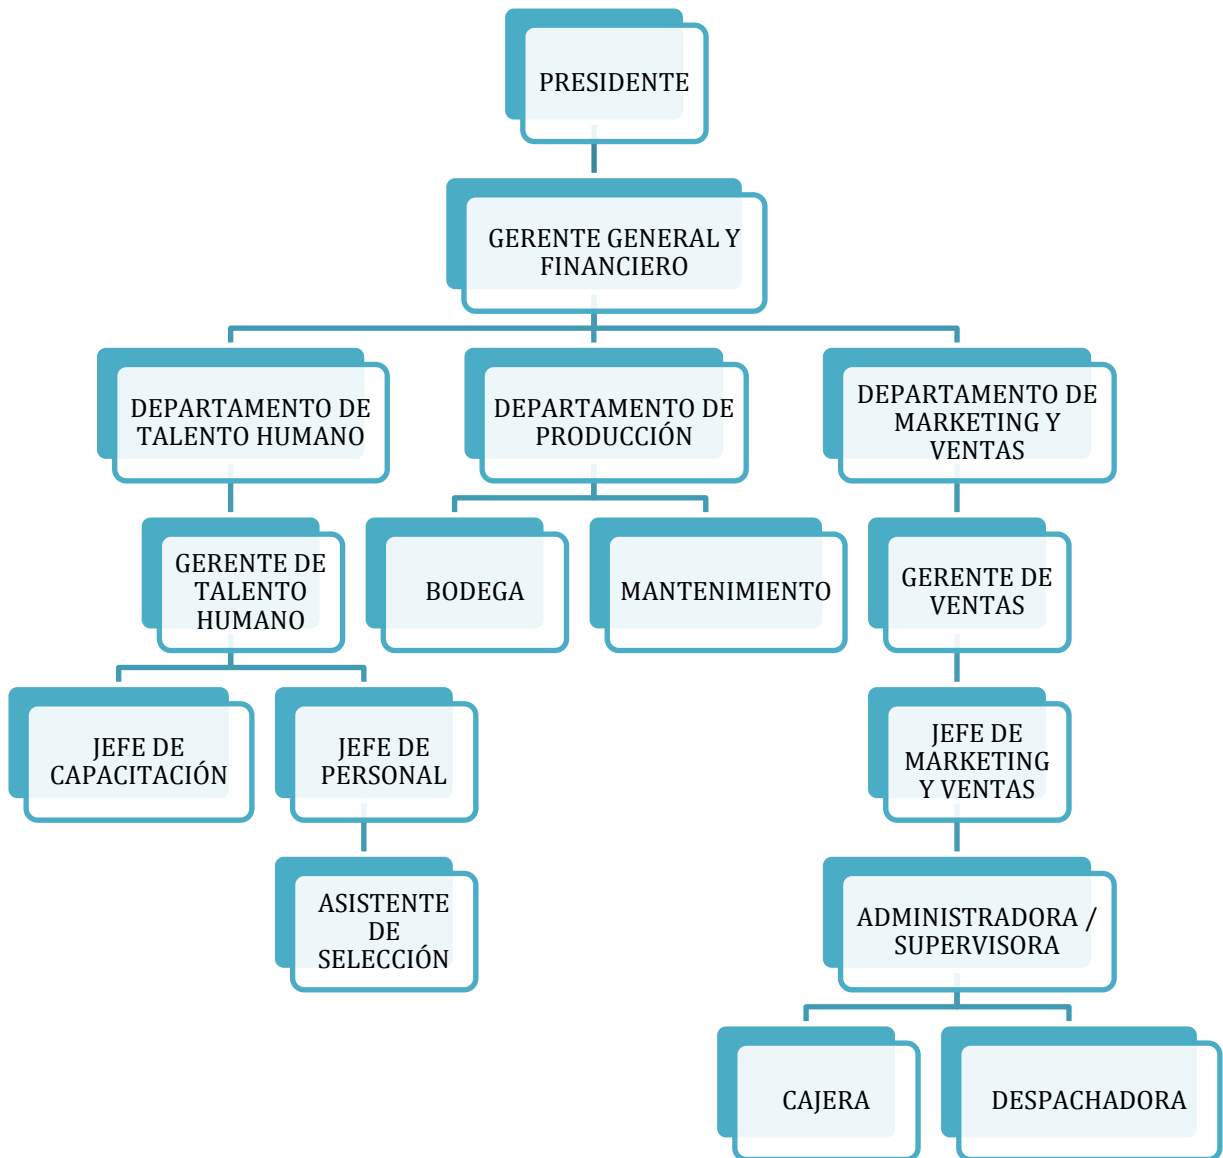 PRESIDENTE
GERENTE GENERAL Y
FINANCIERO
DEPARTAMENTO DE
TALENTO HUMANO
DEPARTAMENTO DE
PRODUCCIÓN
DEPARTAMENTO DE
MARKETING Y
VENTAS
GERENTE DE
TALENTO
HUMANO
BODEGA
MANTENIMIENTO
GERENTE DE
VENTAS
JEFE DE
CAPACITACIÓN
JEFE DE
PERSONAL
JEFE DE
MARKETING
Y VENTAS
ASISTENTE
DE
SELECCIÓN
ADMINISTRADORA /
SUPERVISORA
CAJERA
DESPACHADORA